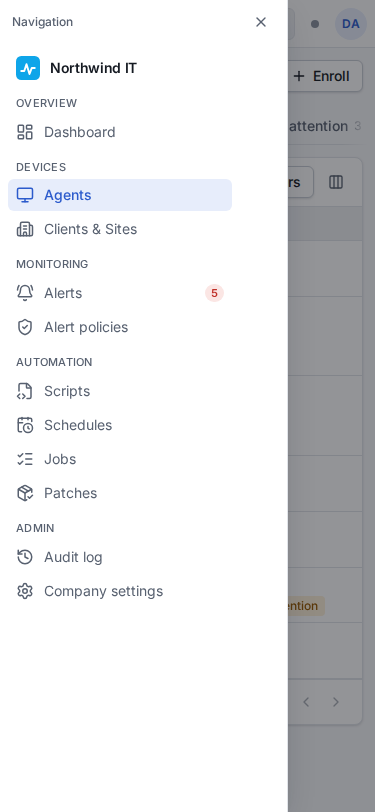 Navigation
DA
Northwind IT
Enroll
OVERVIEW
Dashboard
attention 3
DEVICES
Agents
rs
Clients & Sites
MONITORING
Alerts
5
Alert policies
AUTOMATION
Scripts
Schedules
Jobs
Patches
ADMIN
Audit log
Company settings
ention